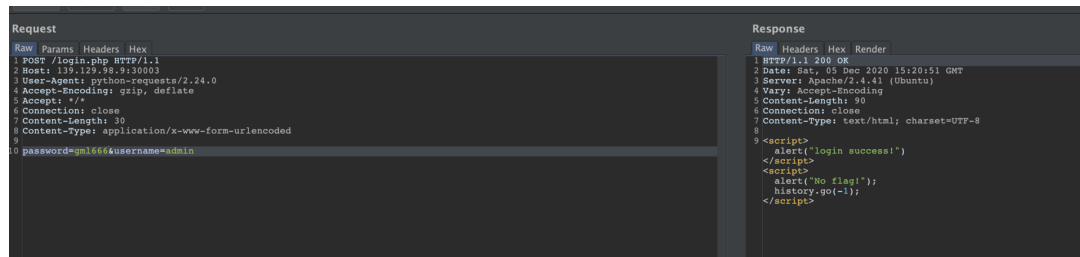 Request
Raw Params Headers Hex
1 POST /login.php HTTP/1.1
2 Host: 139.129.98.9:30003
3 User-Agent: python-requests/2.24.0
4 Accept-Encoding: gzip, deflate
5 Accept: */*
6 Connection: close
7 Content-Length: 30
8 Content-Type: application/x-www-form-urlencoded
9
10 password=gml666&username=admin
Response
Raw Headers Hex Render
1 HTTP/1.1 200 OK
2 Date: Sat, 05 Dec 2020 15:20:51 GMT
3 Server: Apache/2.4.41 (Ubuntu)
4 Vary: Accept-Encoding
5 Content-Length: 90
6 Connection: close
7 Content-Type: text/html; charset=UTF-8
8
9 <script>
alert("login success!")
</script>
<script>
alert("No flag!");
history.go(-1);
</script>